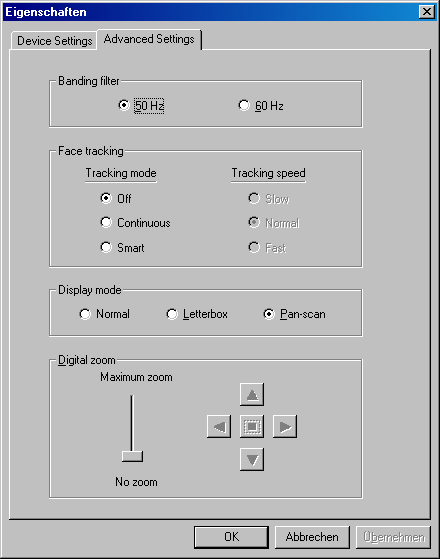 Eigenschaften
Device Settings Advanced Settings
Banding filter
50 Hz 60 Hz
Face tracking
Tracking mode Tracking speed
Off Slow
Continuous Normal
Smart Fast
Display mode
Normal Letterbox Pan-scan
Digital zoom
Maximum zoom
No zoom
OK Abbrechen Übernehmen